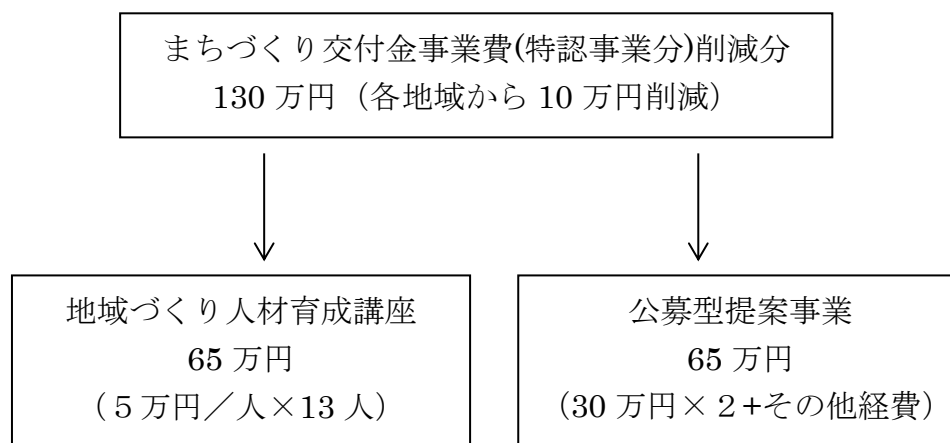 まちづくり交付金事業費(特認事業分)削減分
130 万円（各地域から 10 万円削減）
地域づくり人材育成講座
65 万円
（５万円／人×13 人）
公募型提案事業
65 万円
（30 万円×２+その他経費）